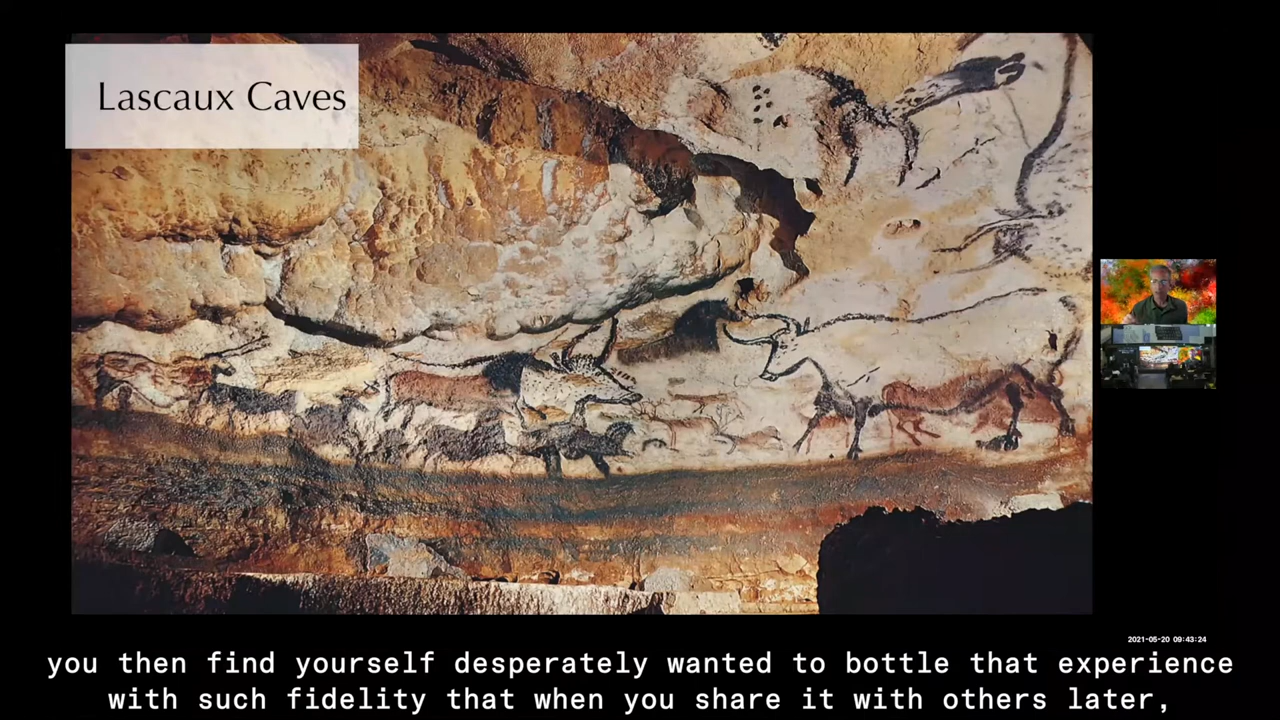 Lascaux Caves
2021-05-20 09:43:24
you then find yourself desperately wanted to bottle that experience
with such fidelity that when you share it with others later,